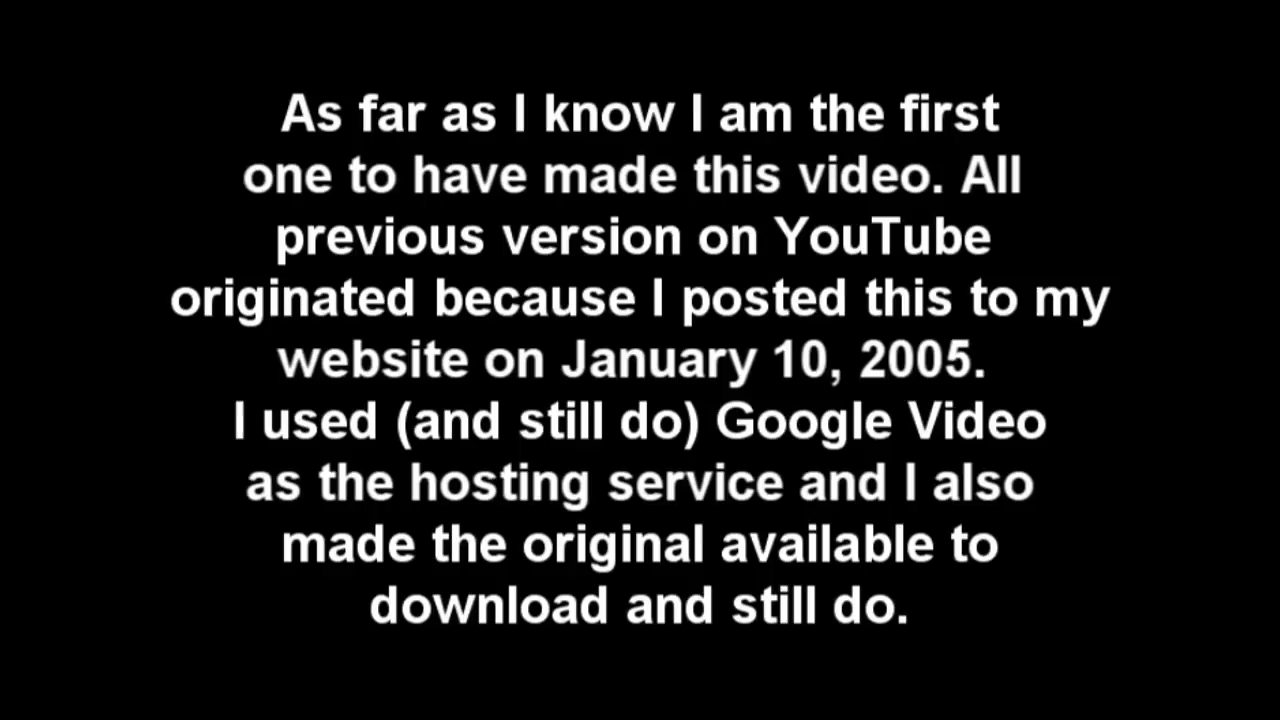 As far as I know I am the first
one to have made this video. All
previous version on YouTube
originated because I posted this to my
website on January 10, 2005.
I used (and still do) Google Video
as the hosting service and I also
made the original available to
download and still do.